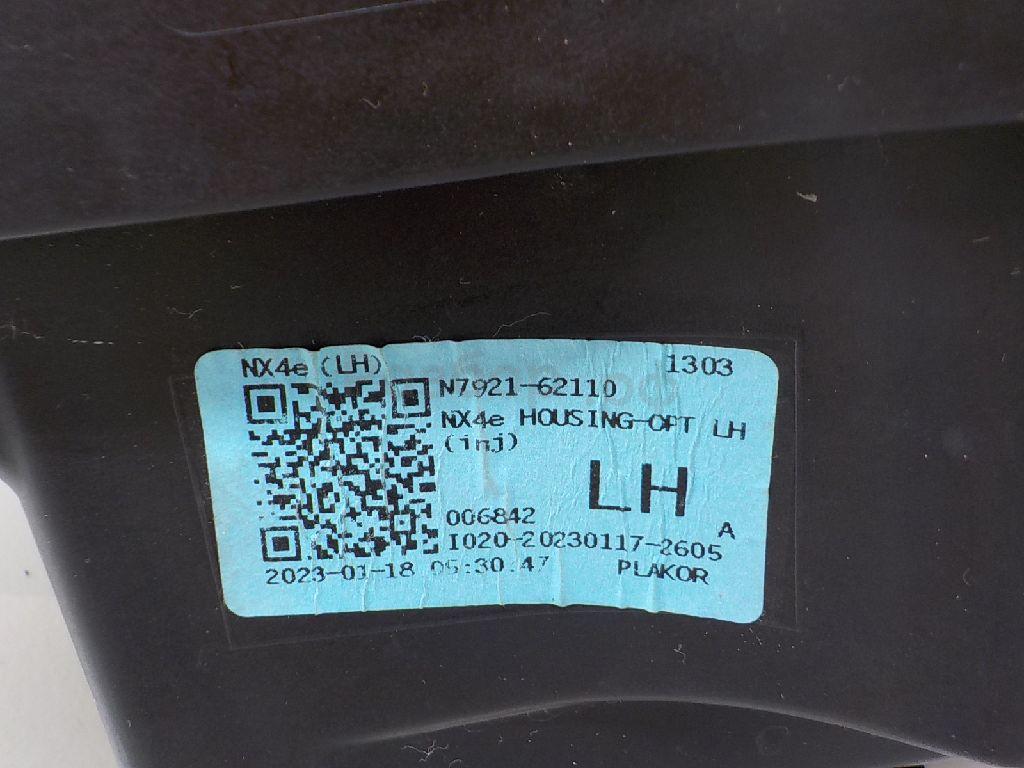 NX4e (LH) 1303
N7921-62110
NX4e HOUSING-OPT LH
(inj)
LH
006842 A
I020-20230117-2605
2023-01-18 05:30:47 PLAKOR